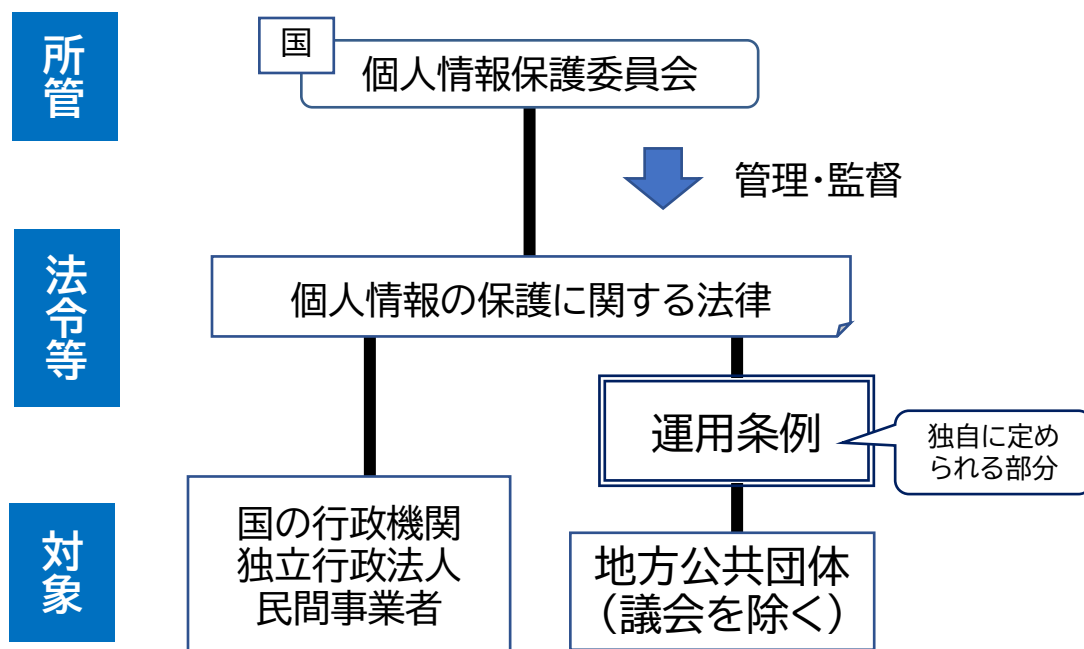 所管
国
個人情報保護委員会
管理・監督
法令等
個人情報の保護に関する法律
運用条例
独自に定め
られる部分
対象
国の行政機関
独立行政法人
民間事業者
地方公共団体
（議会を除く）